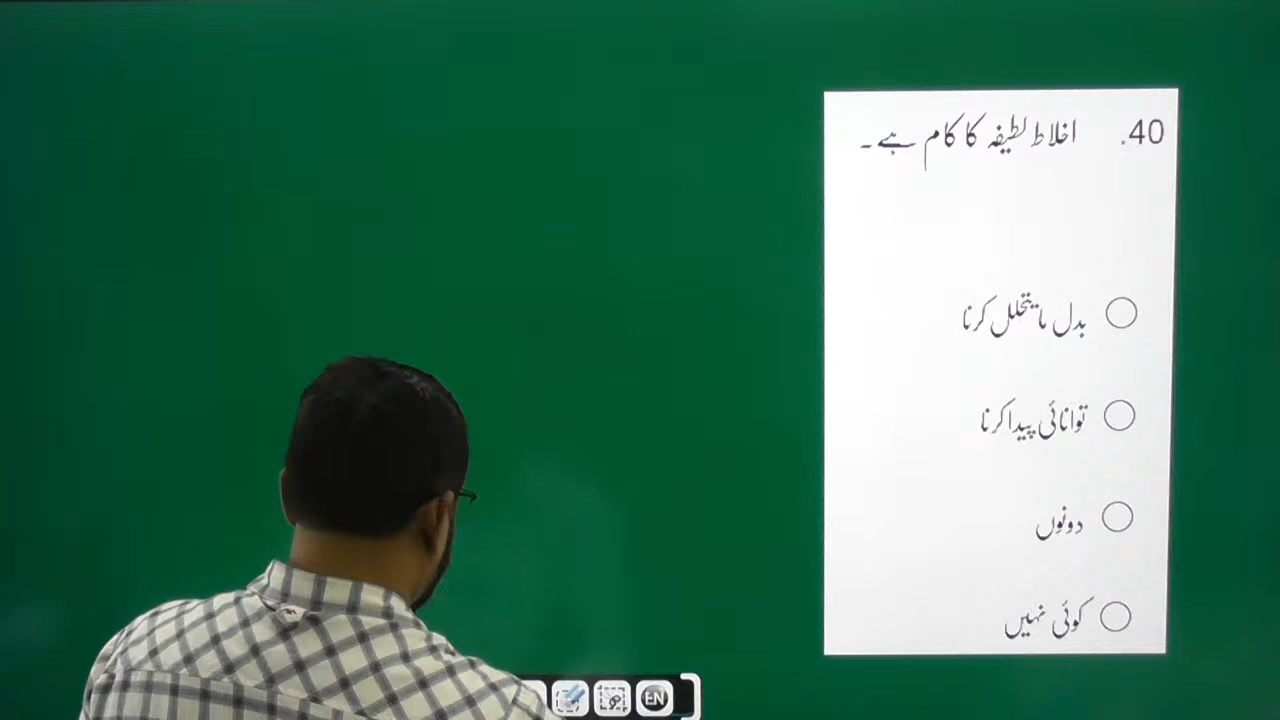 40. اخلاط لطیفہ کا کام ہے۔
بدل ما یتحلل کرنا
توانائی پیدا کرنا
دونوں
کوئی نہیں
EN